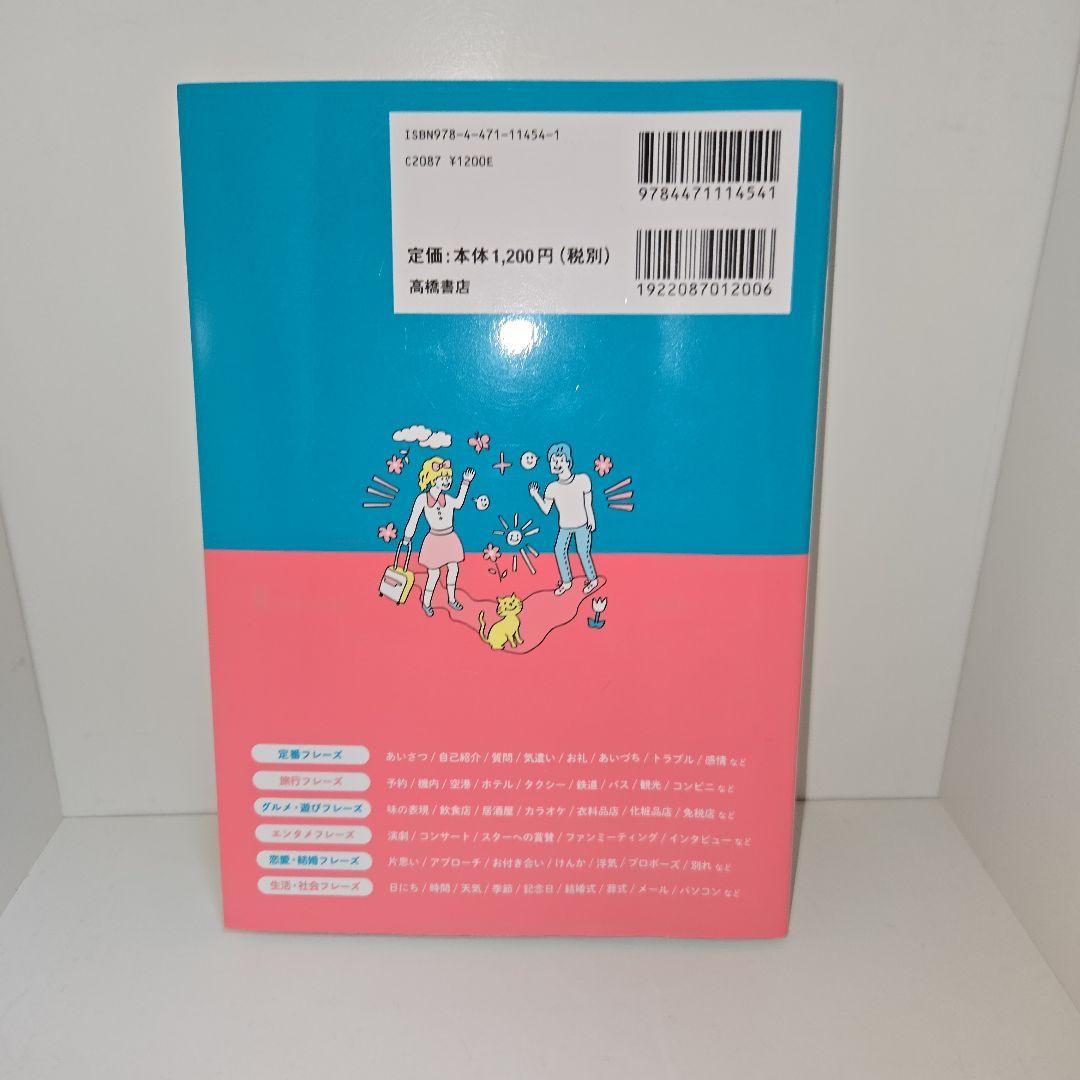 ISBN978-4-471-11454-1
C2087 ¥1200E
9784471114541
定価:本体1,200円(税別)
高橋書店
1922087012006
定番フレーズ あいさつ/自己紹介/質問/気遣い/お礼/あいづち/トラブル/感情 など
旅行フレーズ 予約/機内/空港/ホテル/タクシー/鉄道/バス/観光/コンビニ など
グルメ・遊びフレーズ 味の表現/飲食店/居酒屋/カラオケ/衣料品店/化粧品店/免税店 など
エンタメフレーズ 演劇/コンサート/スターへの賞賛/ファンミーティング/インタビュー など
恋愛・結婚フレーズ 片思い/アプローチ/お付き合い/けんか/浮気/プロポーズ/別れ など
生活・社会フレーズ 日にち/時間/天気/季節/記念日/結婚式/葬式/メール/パソコン など